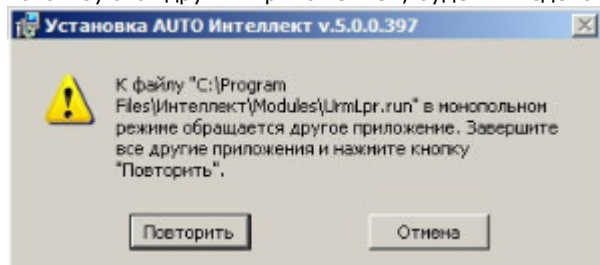 Установка AUTO Интеллект v.5.0.0.397
К файлу "C:\Program
Files\Интеллект\Modules\UrmLpr.run" в монопольном
режиме обращается другое приложение. Завершите
все другие приложения и нажмите кнопку
"Повторить".
Повторить
Отмена